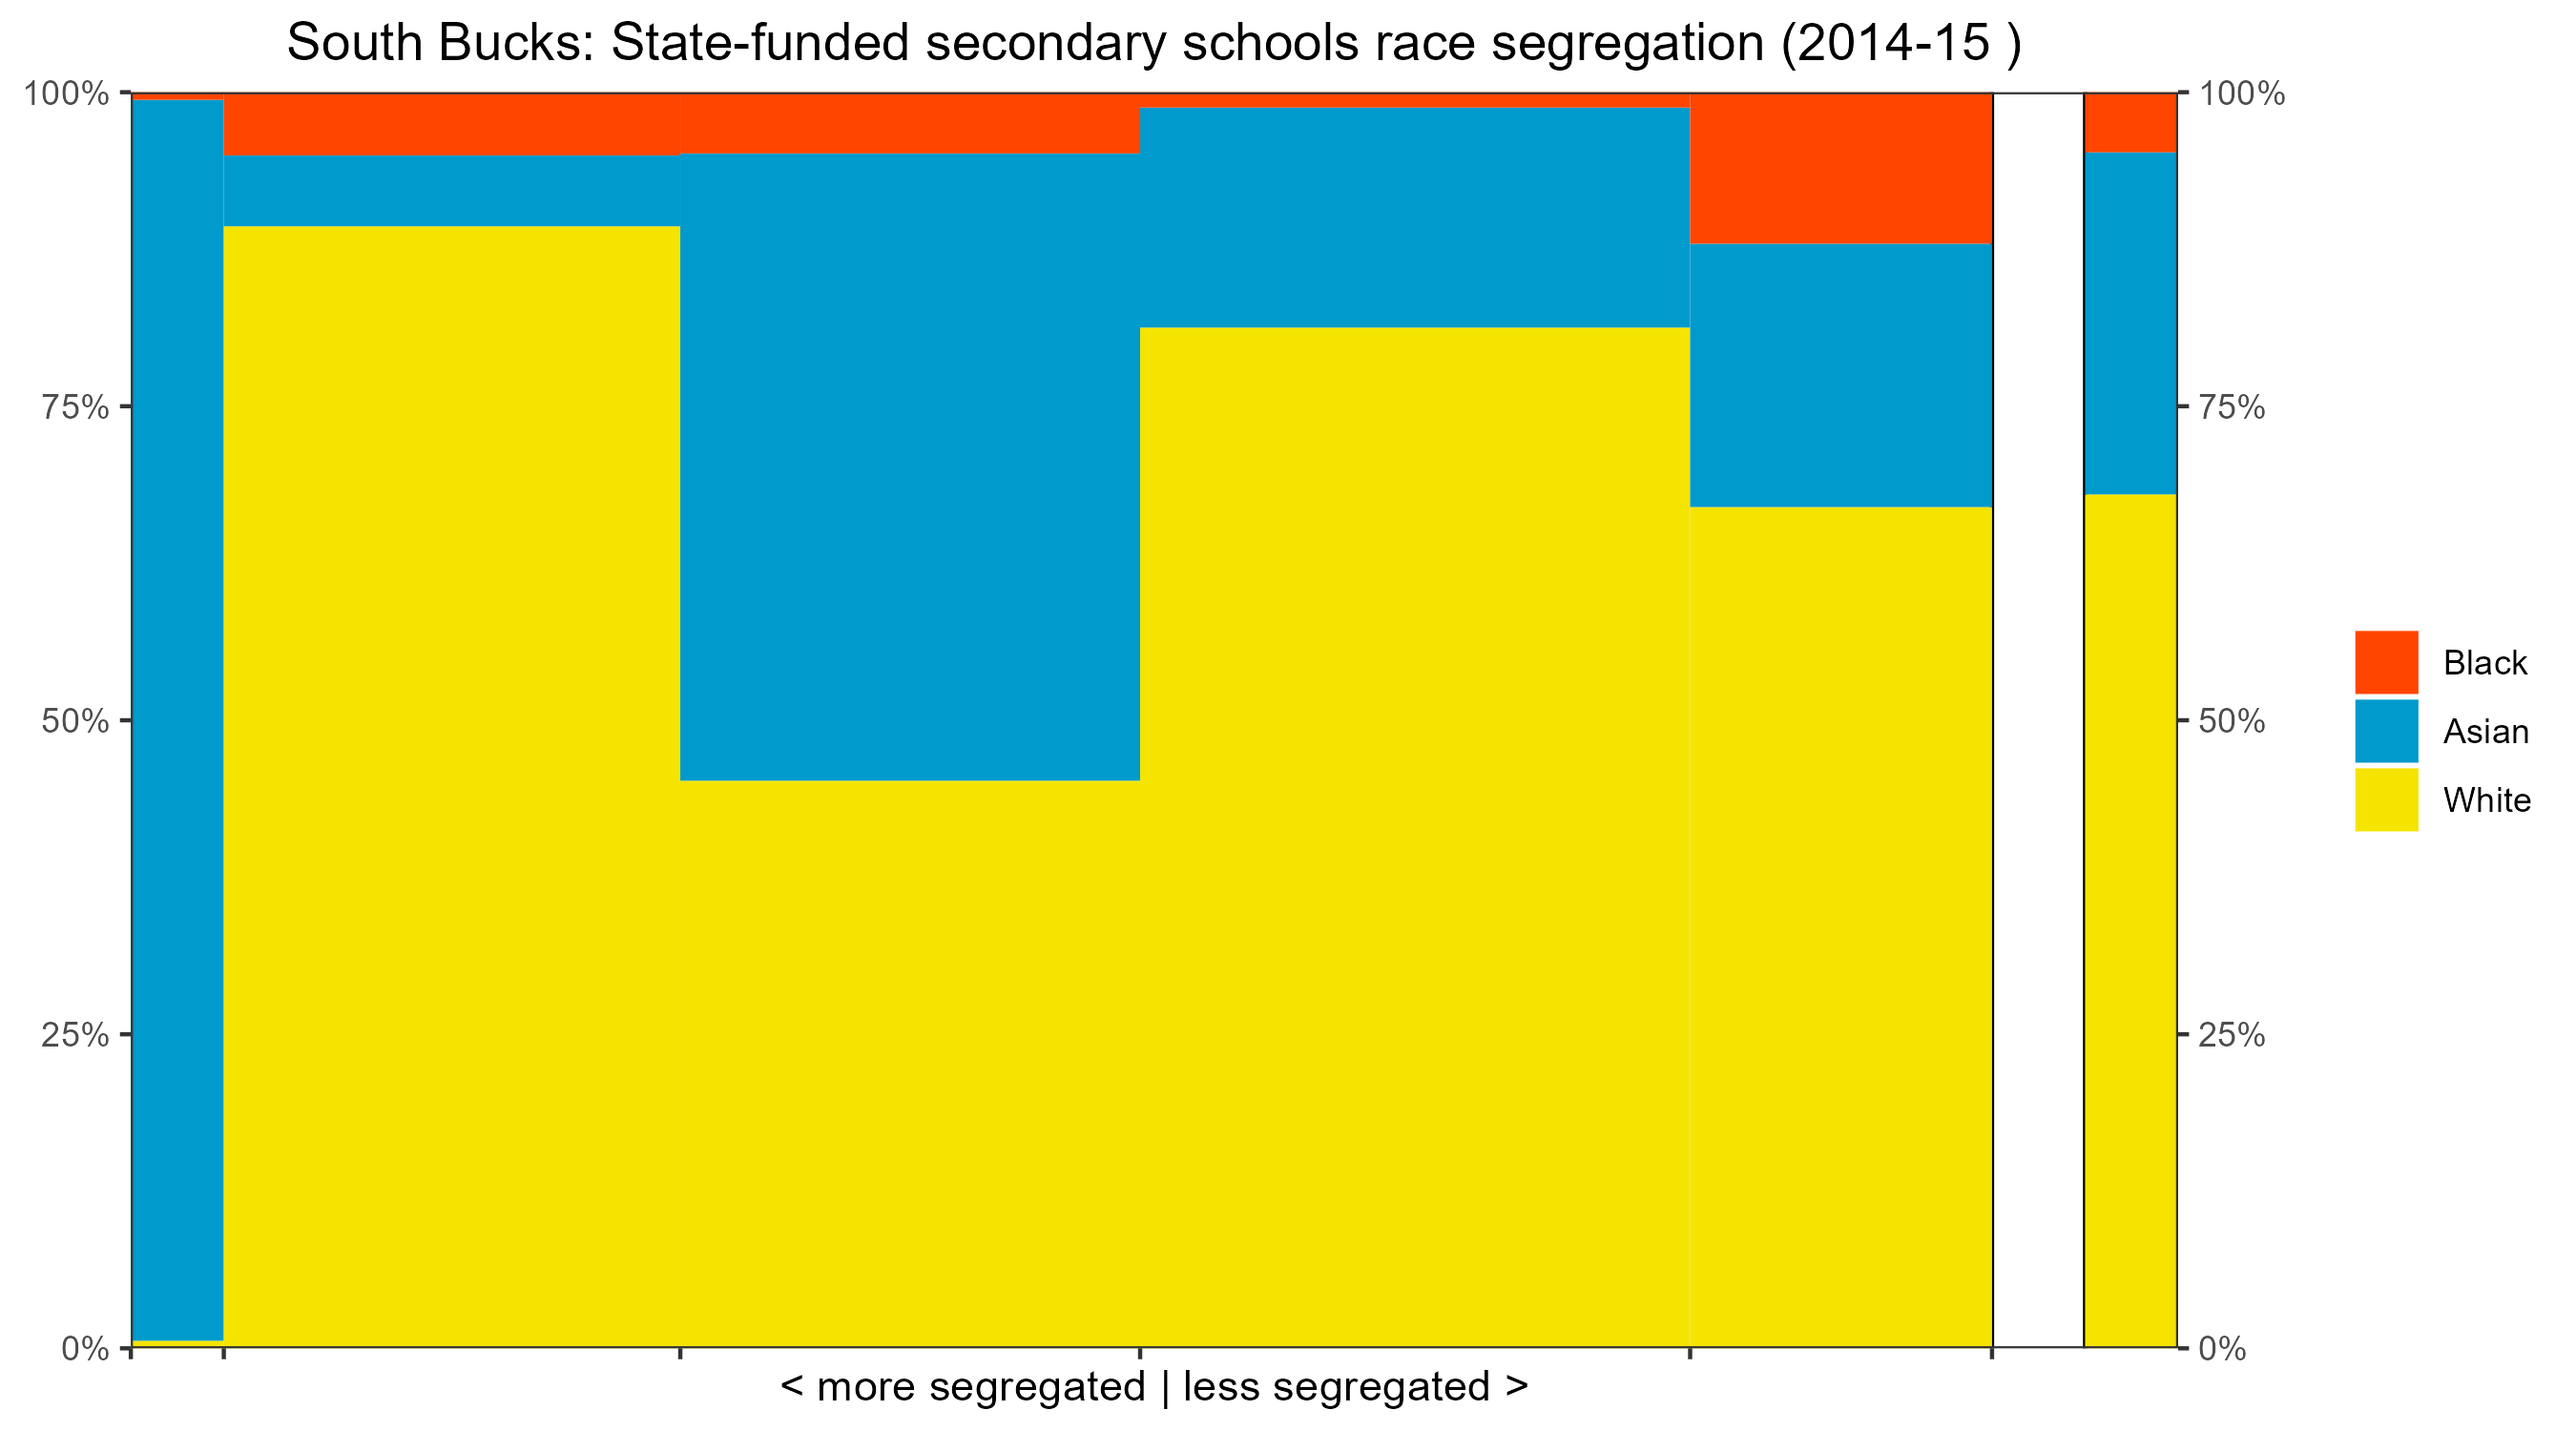 South Bucks: State-funded secondary schools race segregation (2014-15 )
100%
75%
50%
25%
0%
100%
75%
50%
25%
0%
Black
Asian
White
< more segregated | less segregated >